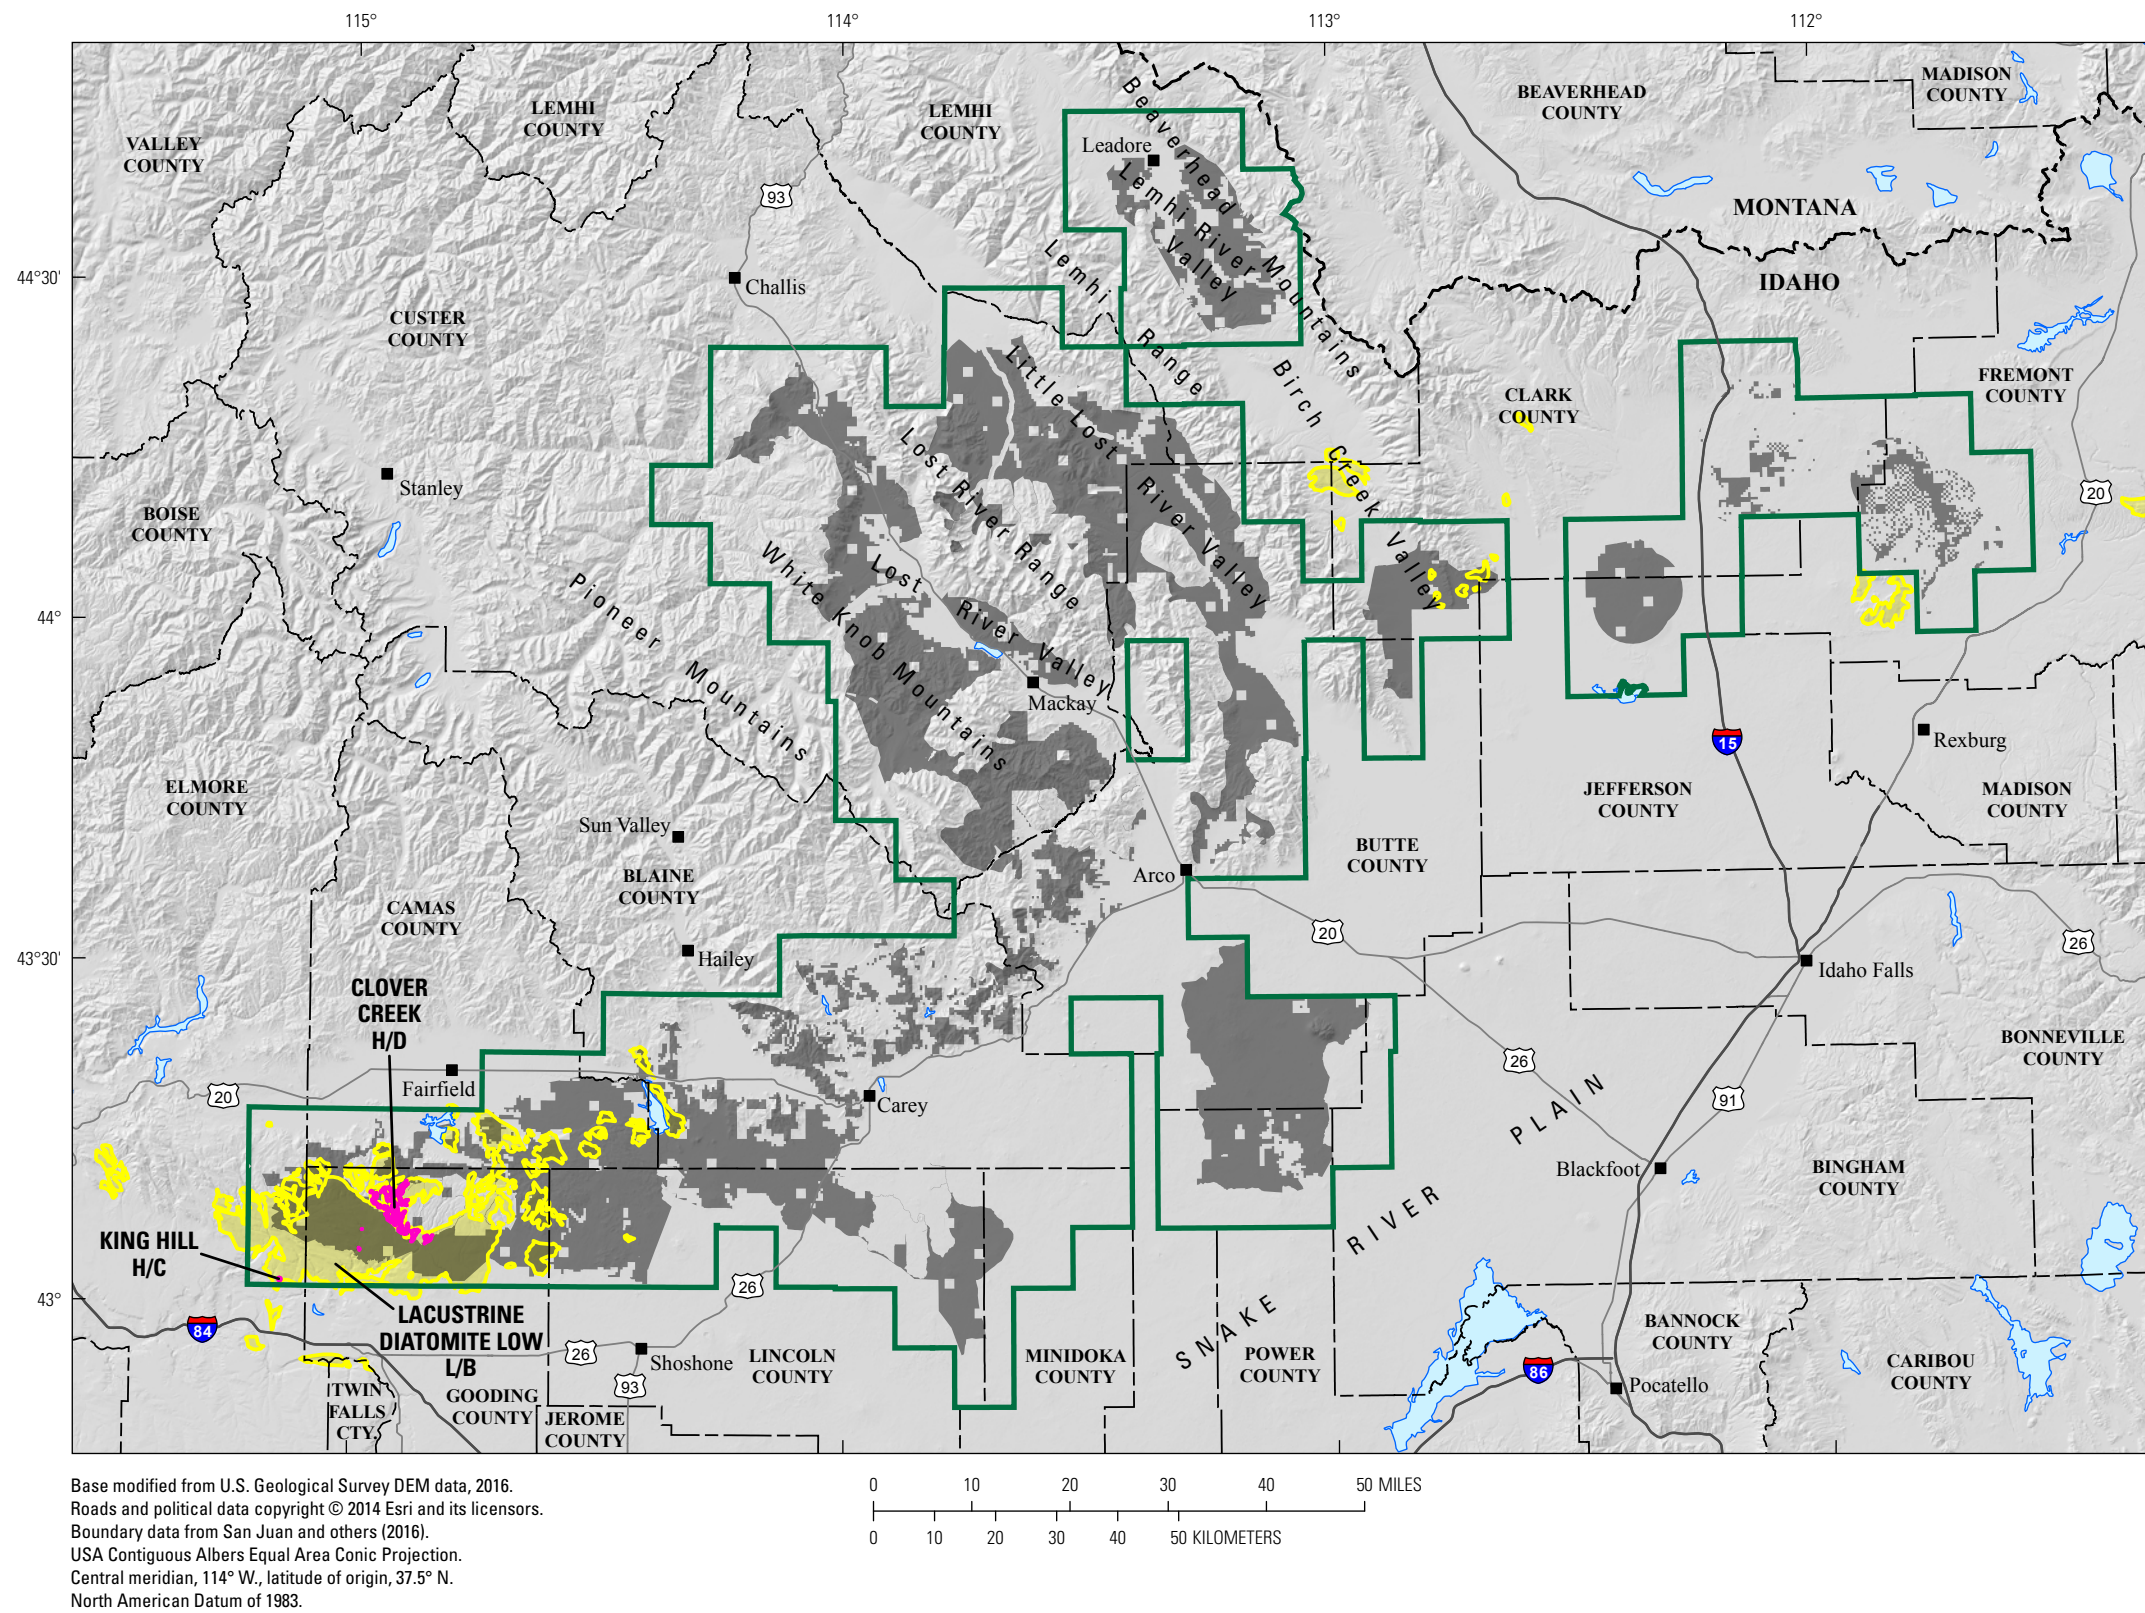 115°
114°
113°
112°
44°30'
44°
43°30'
43°
VALLEY
COUNTY
LEMHI
COUNTY
LEMHI
COUNTY
BEAVERHEAD
COUNTY
MADISON
COUNTY
Leadore
Beaverhead Mountains
Lemhi River Valley
93
MONTANA
IDAHO
Challis
CUSTER
COUNTY
Lemhi Range
Little Lost River Valley
Birch Creek Valley
CLARK
COUNTY
FREMONT
COUNTY
Lost River Range
Stanley
BOISE
COUNTY
20
White Knob Mountains
Lost River Valley
Pioneer Mountains
Mackay
15
Rexburg
ELMORE
COUNTY
JEFFERSON
COUNTY
MADISON
COUNTY
Sun Valley
BLAINE
COUNTY
BUTTE
COUNTY
Arco
CAMAS
COUNTY
20
26
Hailey
Idaho Falls
CLOVER
CREEK
H/D
BONNEVILLE
COUNTY
Fairfield
20
26
91
Carey
SNAKE RIVER PLAIN
Blackfoot
BINGHAM
COUNTY
KING HILL
H/C
26
84
LACUSTRINE
DIATOMITE LOW
L/B
26
Shoshone
93
LINCOLN
COUNTY
MINIDOKA
COUNTY
POWER
COUNTY
BANNOCK
COUNTY
86
Pocatello
CARIBOU
COUNTY
TWIN
FALLS
CTY.
GOODING
COUNTY
JEROME
COUNTY
Base modified from U.S. Geological Survey DEM data, 2016.
Roads and political data copyright © 2014 Esri and its licensors.
Boundary data from San Juan and others (2016).
USA Contiguous Albers Equal Area Conic Projection.
Central meridian, 114° W., latitude of origin, 37.5° N.
North American Datum of 1983.
0 10 20 30 40 50 MILES
0 10 20 30 40 50 KILOMETERS